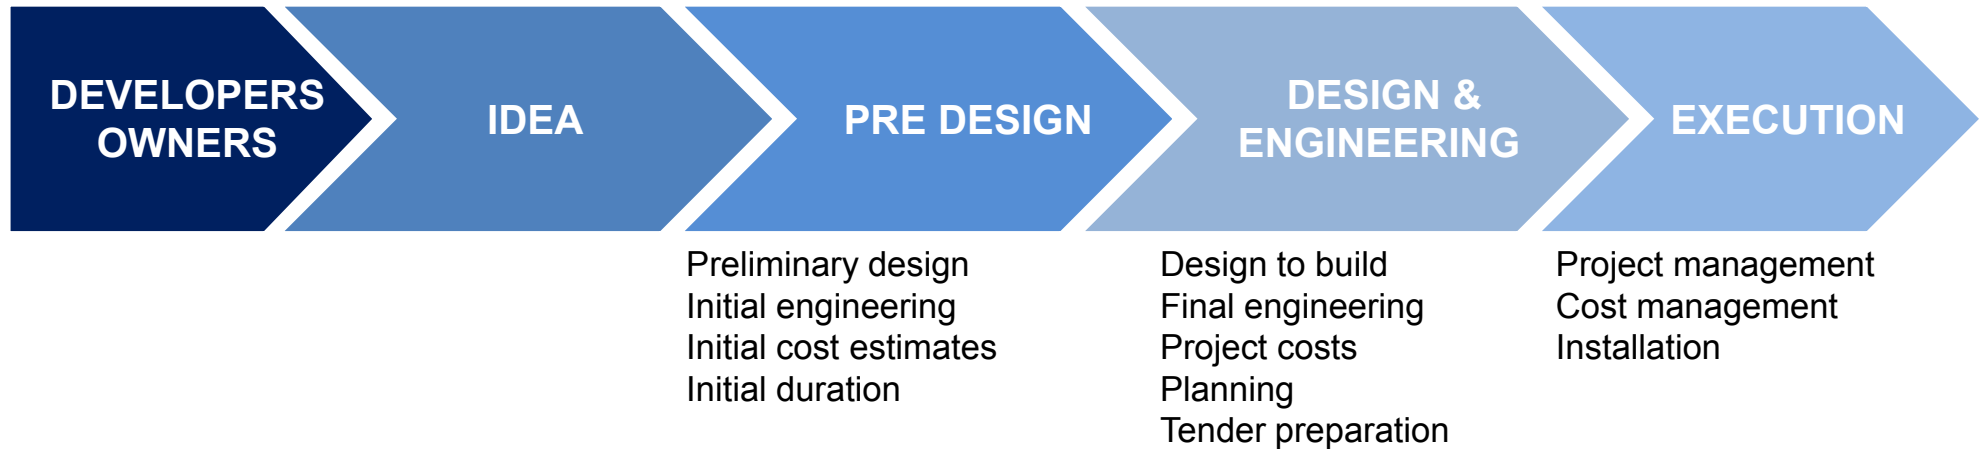 DEVELOPERS
OWNERS
IDEA
PRE DESIGN
DESIGN &
ENGINEERING
EXECUTION
Preliminary design
Initial engineering
Initial cost estimates
Initial duration
Design to build
Final engineering
Project costs
Planning
Tender preparation
Project management
Cost management
Installation